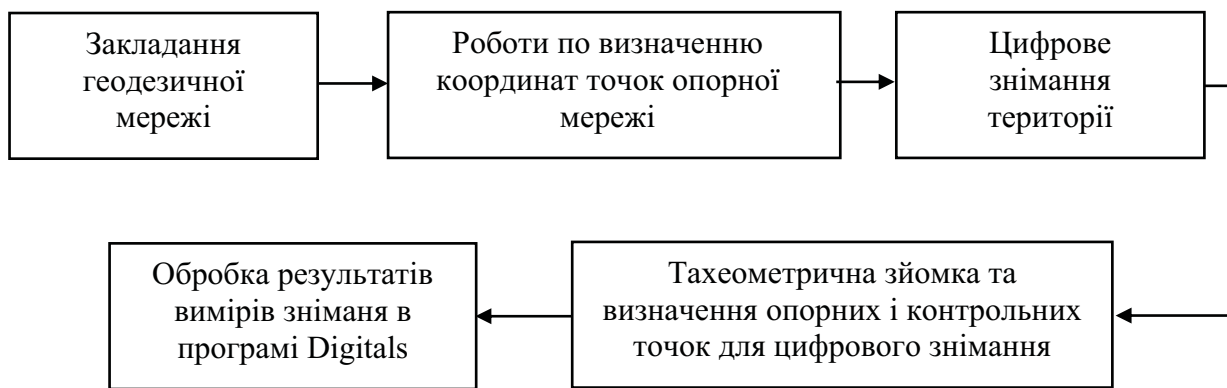 Закладання
геодезичної
мережі
Роботи по визначенню
координат точок опорної
мережі
Цифрове
знімання
території
Тахеометрична зйомка та
визначення опорних і контрольних
точок для цифрового знімання
Обробка результатів
вимірів зніманя в
програмі Digitals